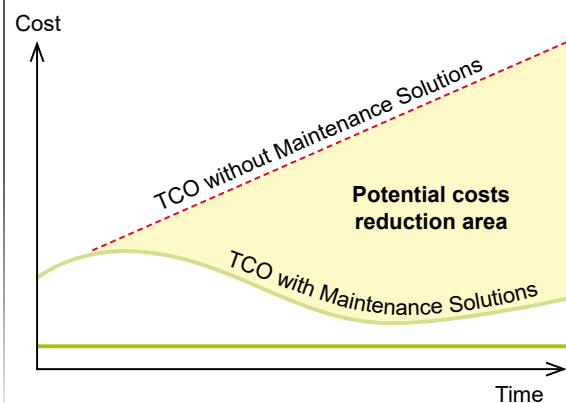 Cost
TCO without Maintenance Solutions
Potential costs
reduction area
TCO with Maintenance Solutions
Time